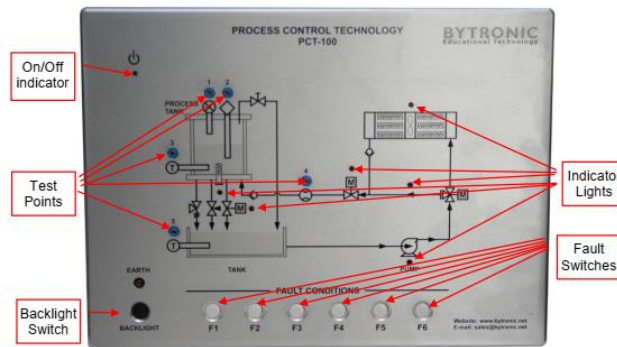 PROCESS CONTROL TECHNOLOGY
PCT-100
BYTRONIC
Educational Technology
On/Off
indicator
1 2
PROCESS
TANK
3
4
T
M
M
Test
Points
Indicator
Lights
M
5
T
TANK
PUMP
Fault
Switches
EARTH
FAULT CONDITIONS
Backlight
Switch
BACKLIGHT
F1 F2 F3 F4 F5 F6
Website: www.bytronic.net
E-mail: sales@bytronic.net